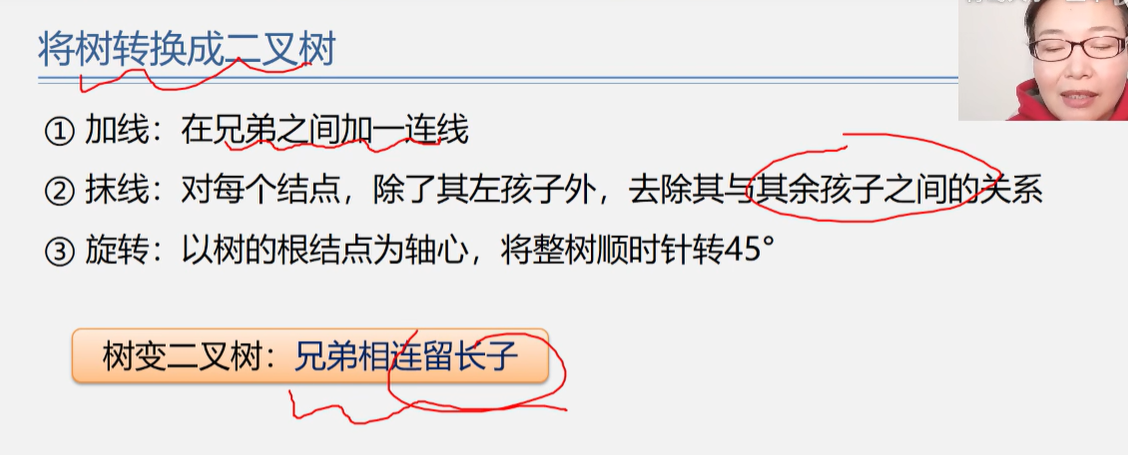 将树转换成二叉树
① 加线：在兄弟之间加一连线
② 抹线：对每个结点，除了其左孩子外，去除其与其余孩子之间的关系
③ 旋转：以树的根结点为轴心，将整树顺时针转45°
树变二叉树：兄弟相连留长子